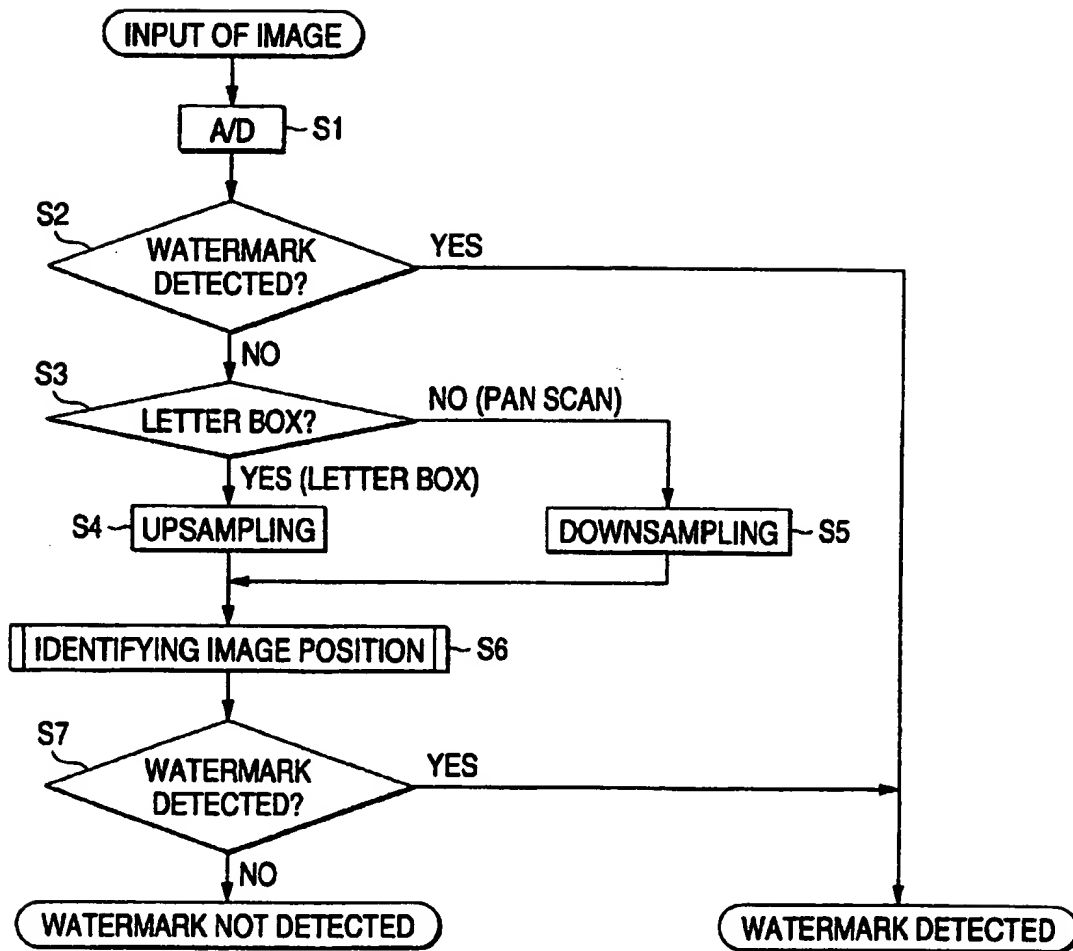 INPUT OF IMAGE
A/D
S1
S2
WATERMARK
DETECTED?
YES
NO
S3
LETTER BOX?
NO (PAN SCAN)
YES (LETTER BOX)
S4
UPSAMPLING
DOWNSAMPLING
S5
IDENTIFYING IMAGE POSITION
S6
S7
WATERMARK
DETECTED?
YES
NO
WATERMARK NOT DETECTED
WATERMARK DETECTED